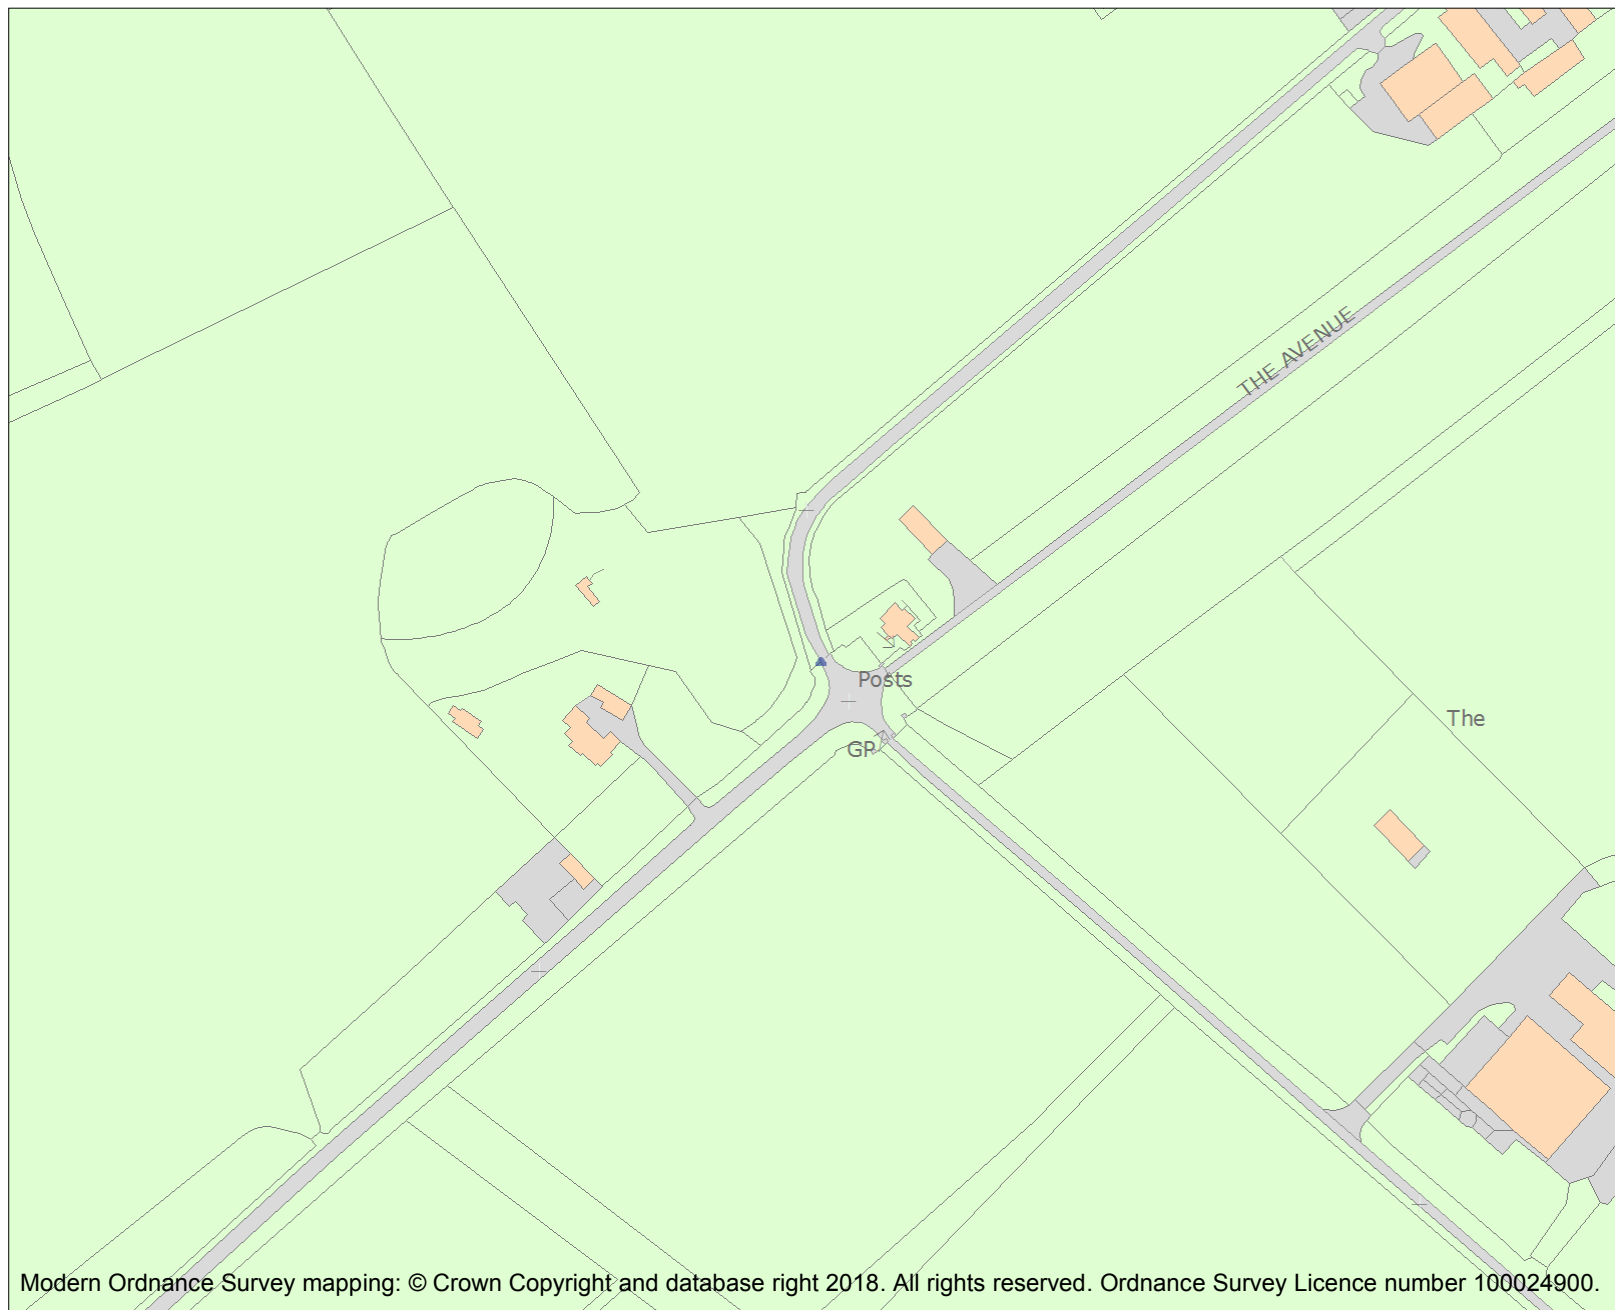 THE AVENUE
Posts
The
GP
Modern Ordnance Survey mapping: © Crown Copyright and database right 2018. All rights reserved. Ordnance Survey Licence number 100024900.